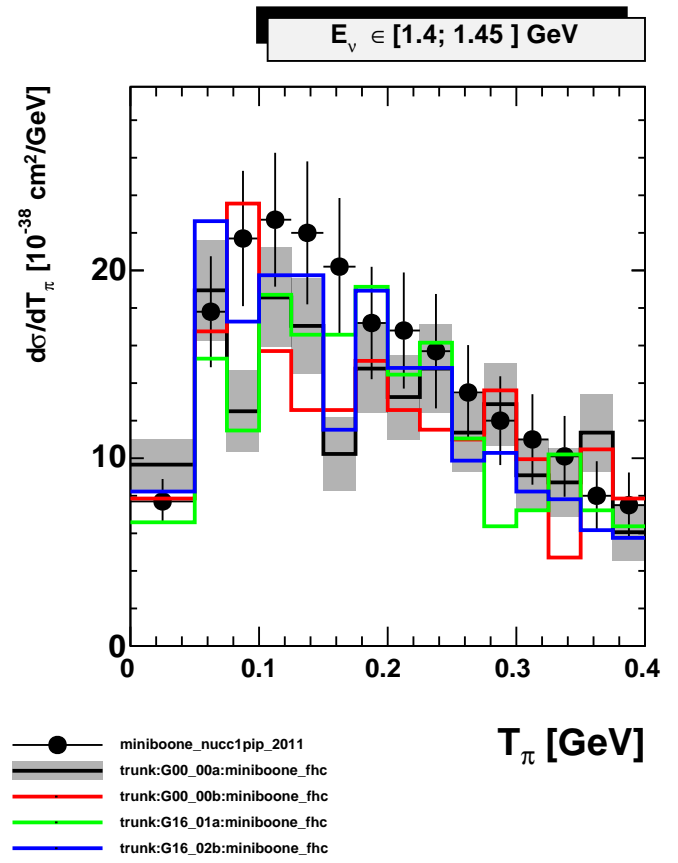 E_ν ∈ [1.4; 1.45 ] GeV
dσ/dT_π [10^-38 cm^2/GeV]
20
10
0
0 0.1 0.2 0.3 0.4
T_π [GeV]
miniboone_nucc1pip_2011
trunk:G00_00a:miniboone_fhc
trunk:G00_00b:miniboone_fhc
trunk:G16_01a:miniboone_fhc
trunk:G16_02b:miniboone_fhc